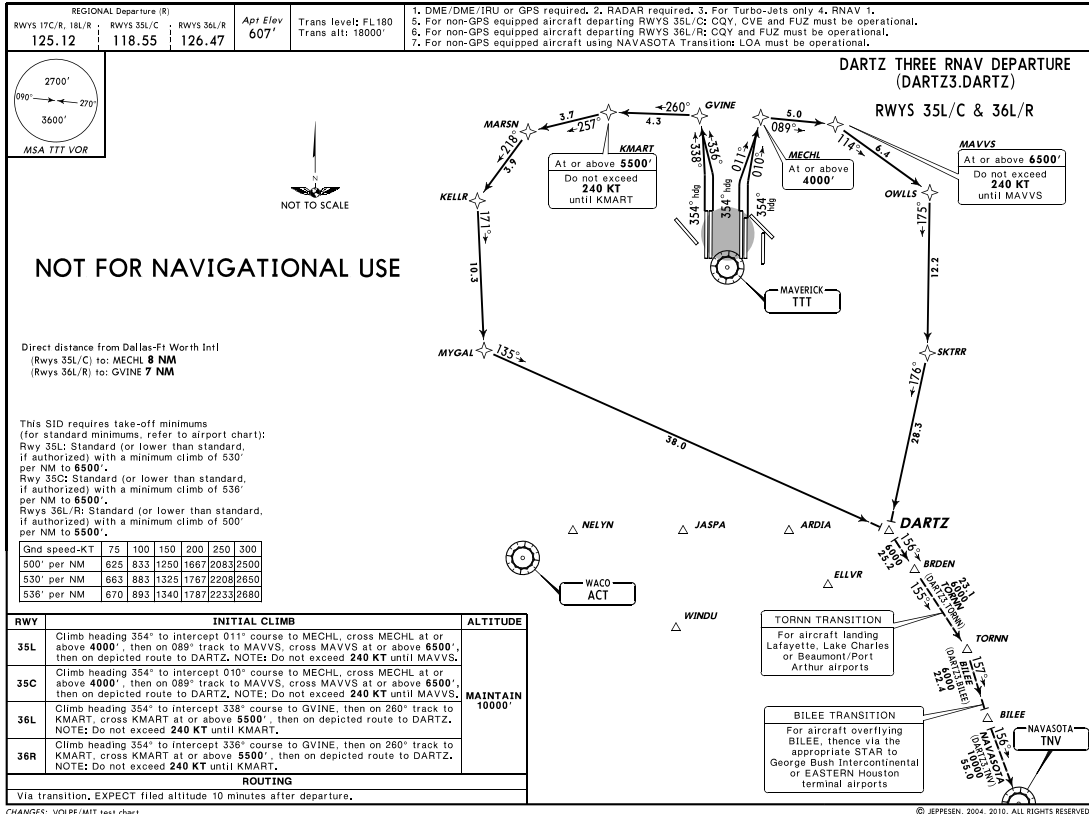 REGIONAL Departure (R)
RWYS 17C/R, 18L/R RWYS 35L/C RWYS 36L/R
125.12 118.55 126.47
Apt Elev
607'
Trans level: FL180
Trans alt: 18000'
1. DME/DME/IRU or GPS required. 2. RADAR required. 3. For Turbo-Jets only 4. RNAV 1.
5. For non-GPS equipped aircraft departing RWYS 35L/C: CQY, CVE and FUZ must be operational.
6. For non-GPS equipped aircraft departing RWYS 36L/R: CQY and FUZ must be operational.
7. For non-GPS equipped aircraft using NAVASOTA Transition: LOA must be operational.
DARTZ THREE RNAV DEPARTURE
(DARTZ3.DARTZ)
RWYS 35L/C & 36L/R
2700'
090° 270°
3600'
MSA TTT VOR
N
NOT TO SCALE
MARSN
3.7
257°
260°
4.3
GVINE
KMART
At or above 5500'
Do not exceed
240 KT
until KMART
218°
3.9
KELLR
171°
10.3
MYGAL
135°
38.0
338°
336°
011°
010°
354° hdg
354° hdg
354° hdg
5.0
089°
MECHL
At or above
4000'
114°
6.4
MAVVS
At or above 6500'
Do not exceed
240 KT
until MAVVS
OWLLS
175°
12.2
SKTRR
176°
28.3
MAVERICK
TTT
NOT FOR NAVIGATIONAL USE
Direct distance from Dallas-Ft Worth Intl
(Rwys 35L/C) to: MECHL 8 NM
(Rwys 36L/R) to: GVINE 7 NM
This SID requires take-off minimums
(for standard minimums, refer to airport chart):
Rwy 35L: Standard (or lower than standard,
if authorized) with a minimum climb of 530'
per NM to 6500'.
Rwy 35C: Standard (or lower than standard,
if authorized) with a minimum climb of 536'
per NM to 6500'.
Rwys 36L/R: Standard (or lower than standard,
if authorized) with a minimum climb of 500'
per NM to 5500'.
Gnd speed-KT 75 100 150 200 250 300
500' per NM 625 833 1250 1667 2083 2500
530' per NM 663 883 1325 1767 2208 2650
536' per NM 670 893 1340 1787 2233 2680
NELYN
JASPA
ARDIA
DARTZ
WACO
ACT
ELLVR
WINDU
156°
6000
25.2
BRDEN
23.1
6000
TORNN
(DARTZ3.TORNN)
155°
TORNN
157°
BILEE
(DARTZ3.BILEE)
6000
22.4
BILEE
156°
NAVASOTA
(DARTZ3.TNV)
10000
55.0
NAVASOTA
TNV
TORNN TRANSITION
For aircraft landing
Lafayette, Lake Charles
or Beaumont/Port
Arthur airports
BILEE TRANSITION
For aircraft overflying
BILEE, thence via the
appropriate STAR to
George Bush Intercontinental
or EASTERN Houston
terminal airports
RWY INITIAL CLIMB ALTITUDE
35L Climb heading 354° to intercept 011° course to MECHL, cross MECHL at or
above 4000', then on 089° track to MAVVS, cross MAVVS at or above 6500',
then on depicted route to DARTZ. NOTE: Do not exceed 240 KT until MAVVS.
35C Climb heading 354° to intercept 010° course to MECHL, cross MECHL at or
above 4000', then on 089° track to MAVVS, cross MAVVS at or above 6500',
then on depicted route to DARTZ. NOTE: Do not exceed 240 KT until MAVVS.
36L Climb heading 354° to intercept 338° course to GVINE, then on 260° track to
KMART, cross KMART at or above 5500', then on depicted route to DARTZ.
NOTE: Do not exceed 240 KT until KMART.
36R Climb heading 354° to intercept 336° course to GVINE, then on 260° track to
KMART, cross KMART at or above 5500', then on depicted route to DARTZ.
NOTE: Do not exceed 240 KT until KMART.
MAINTAIN
10000'
ROUTING
Via transition. EXPECT filed altitude 10 minutes after departure.
CHANGES: VOLPE/MIT test chart
© JEPPESEN, 2004, 2010. ALL RIGHTS RESERVED